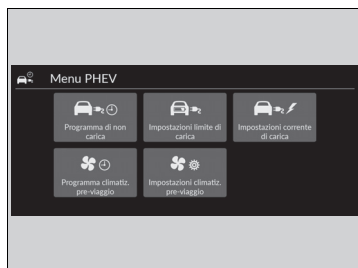 Menu PHEV
Programma di non
carica
Impostazioni limite di
carica
Impostazioni corrente
di carica
Programma climatiz.
pre-viaggio
Impostazioni climatiz.
pre-viaggio